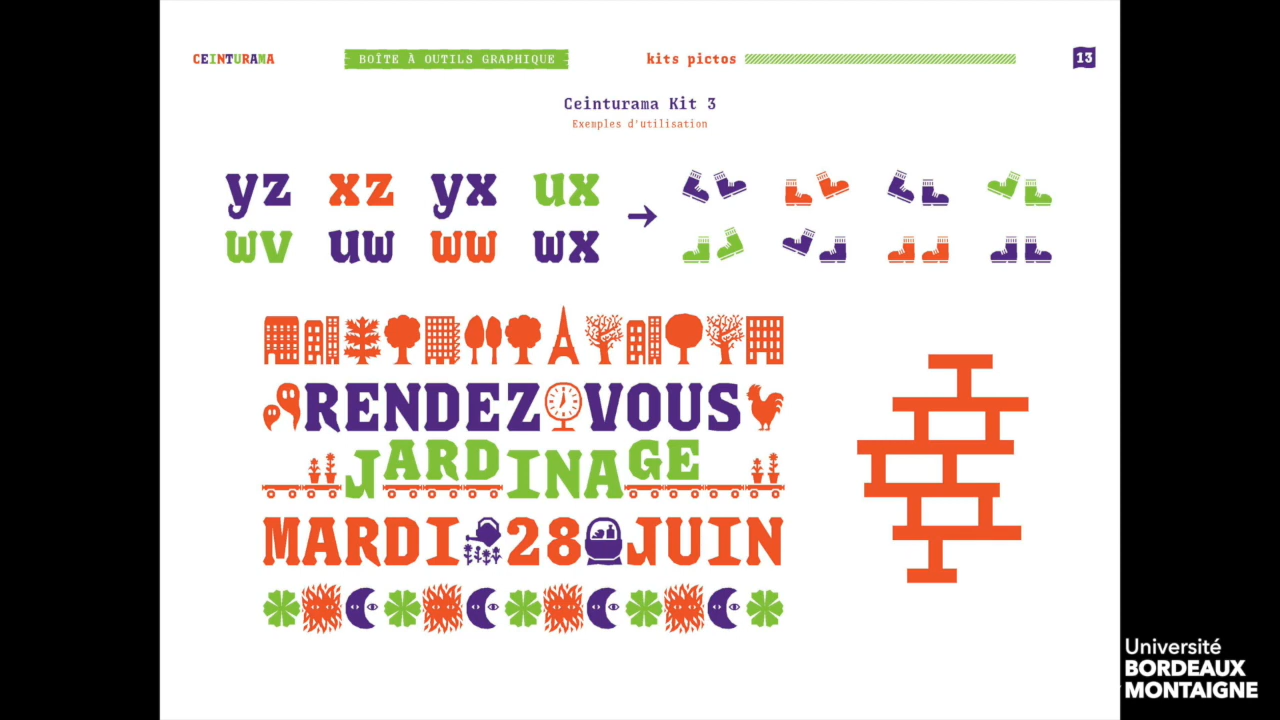 CEINTURAMA
BOÎTE À OUTILS GRAPHIQUE
kits pictos
13
Ceinturama Kit 3
Exemples d'utilisation
yz xz yx ux
wv uw ww wx
RENDEZ VOUS
JARDINAGE
MARDI 28 JUIN
Université
BORDEAUX
MONTAIGNE